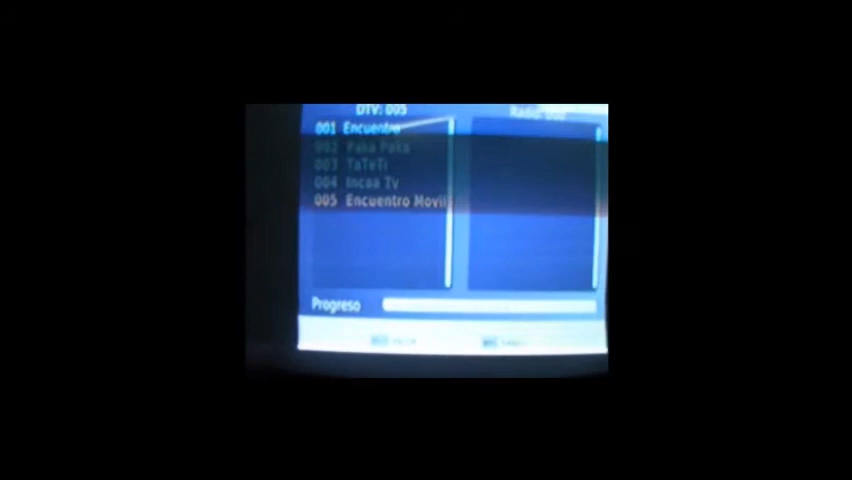 DTV: 005
001 Encuentro
002 Paka Paka
003 TaTeTi
004 Incaa Tv
005 Encuentro Movil
Progreso